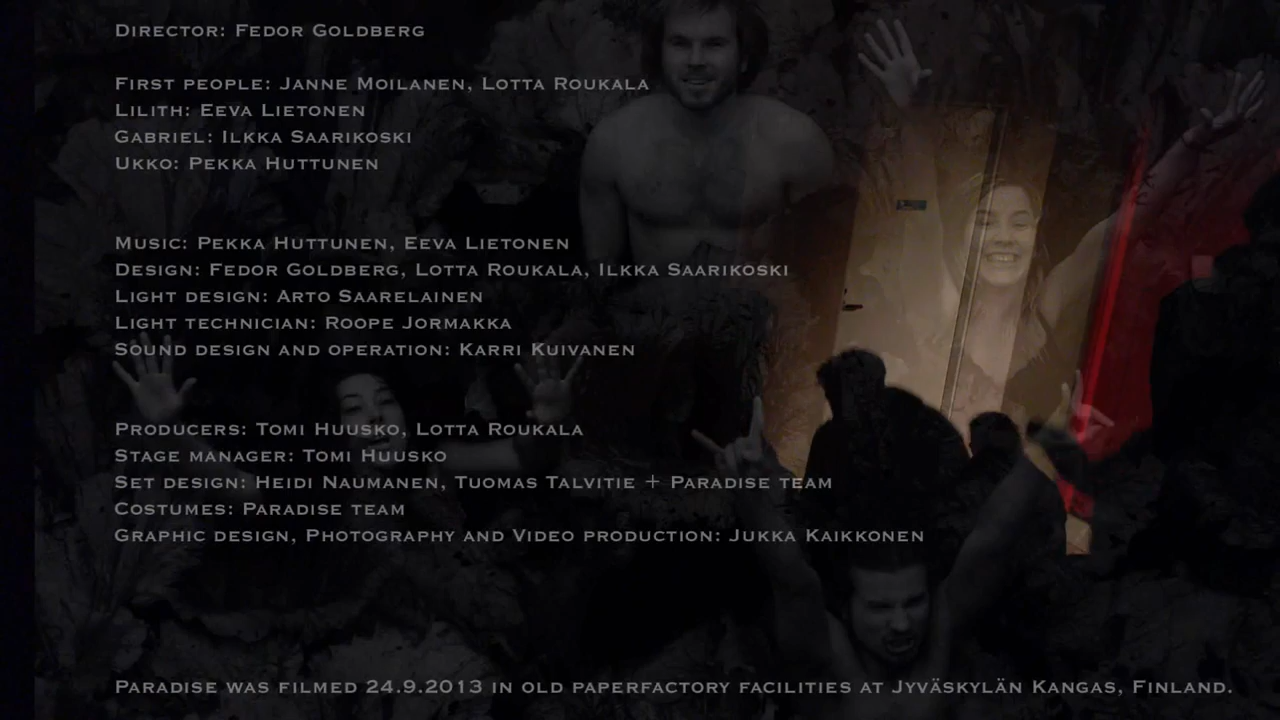 Director: Fedor Goldberg
First people: Janne Moilanen, Lotta Roukala
Lilith: Eeva Lietonen
Gabriel: Ilkka Saarikoski
Ukko: Pekka Huttunen
Music: Pekka Huttunen, Eeva Lietonen
Design: Fedor Goldberg, Lotta Roukala, Ilkka Saarikoski
Light design: Arto Saarelainen
Light technician: Roope Jormakka
Sound design and operation: Karri Kuivanen
Producers: Tomi Huusko, Lotta Roukala
Stage manager: Tomi Huusko
Set design: Heidi Naumanen, Tuomas Talvitie + Paradise team
Costumes: Paradise team
Graphic design, Photography and Video production: Jukka Kaikkonen
Paradise was filmed 24.9.2013 in old paperfactory facilities at Jyväskylän Kangas, Finland.